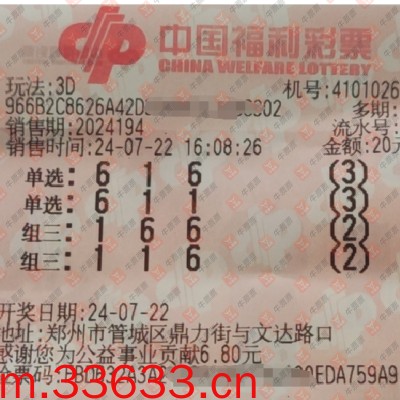 中国福利彩票
CHINA WELFARE LOTTERY
玩法:3D 机号:4101026
966B2C8626A42D
销售期:2024194 多期:
流水号
销售时间:24-07-22 16:08:26 金额:20元
单选: 6 1 6 (3)
单选: 6 1 1 (3)
组三: 1 6 6 (2)
组三: 1 1 6 (2)
开奖日期:24-07-22
地址:郑州市管城区鼎力街与文达路口
感谢您为公益事业贡献6.80元
验票码: EDA759A9
m.33633.cn